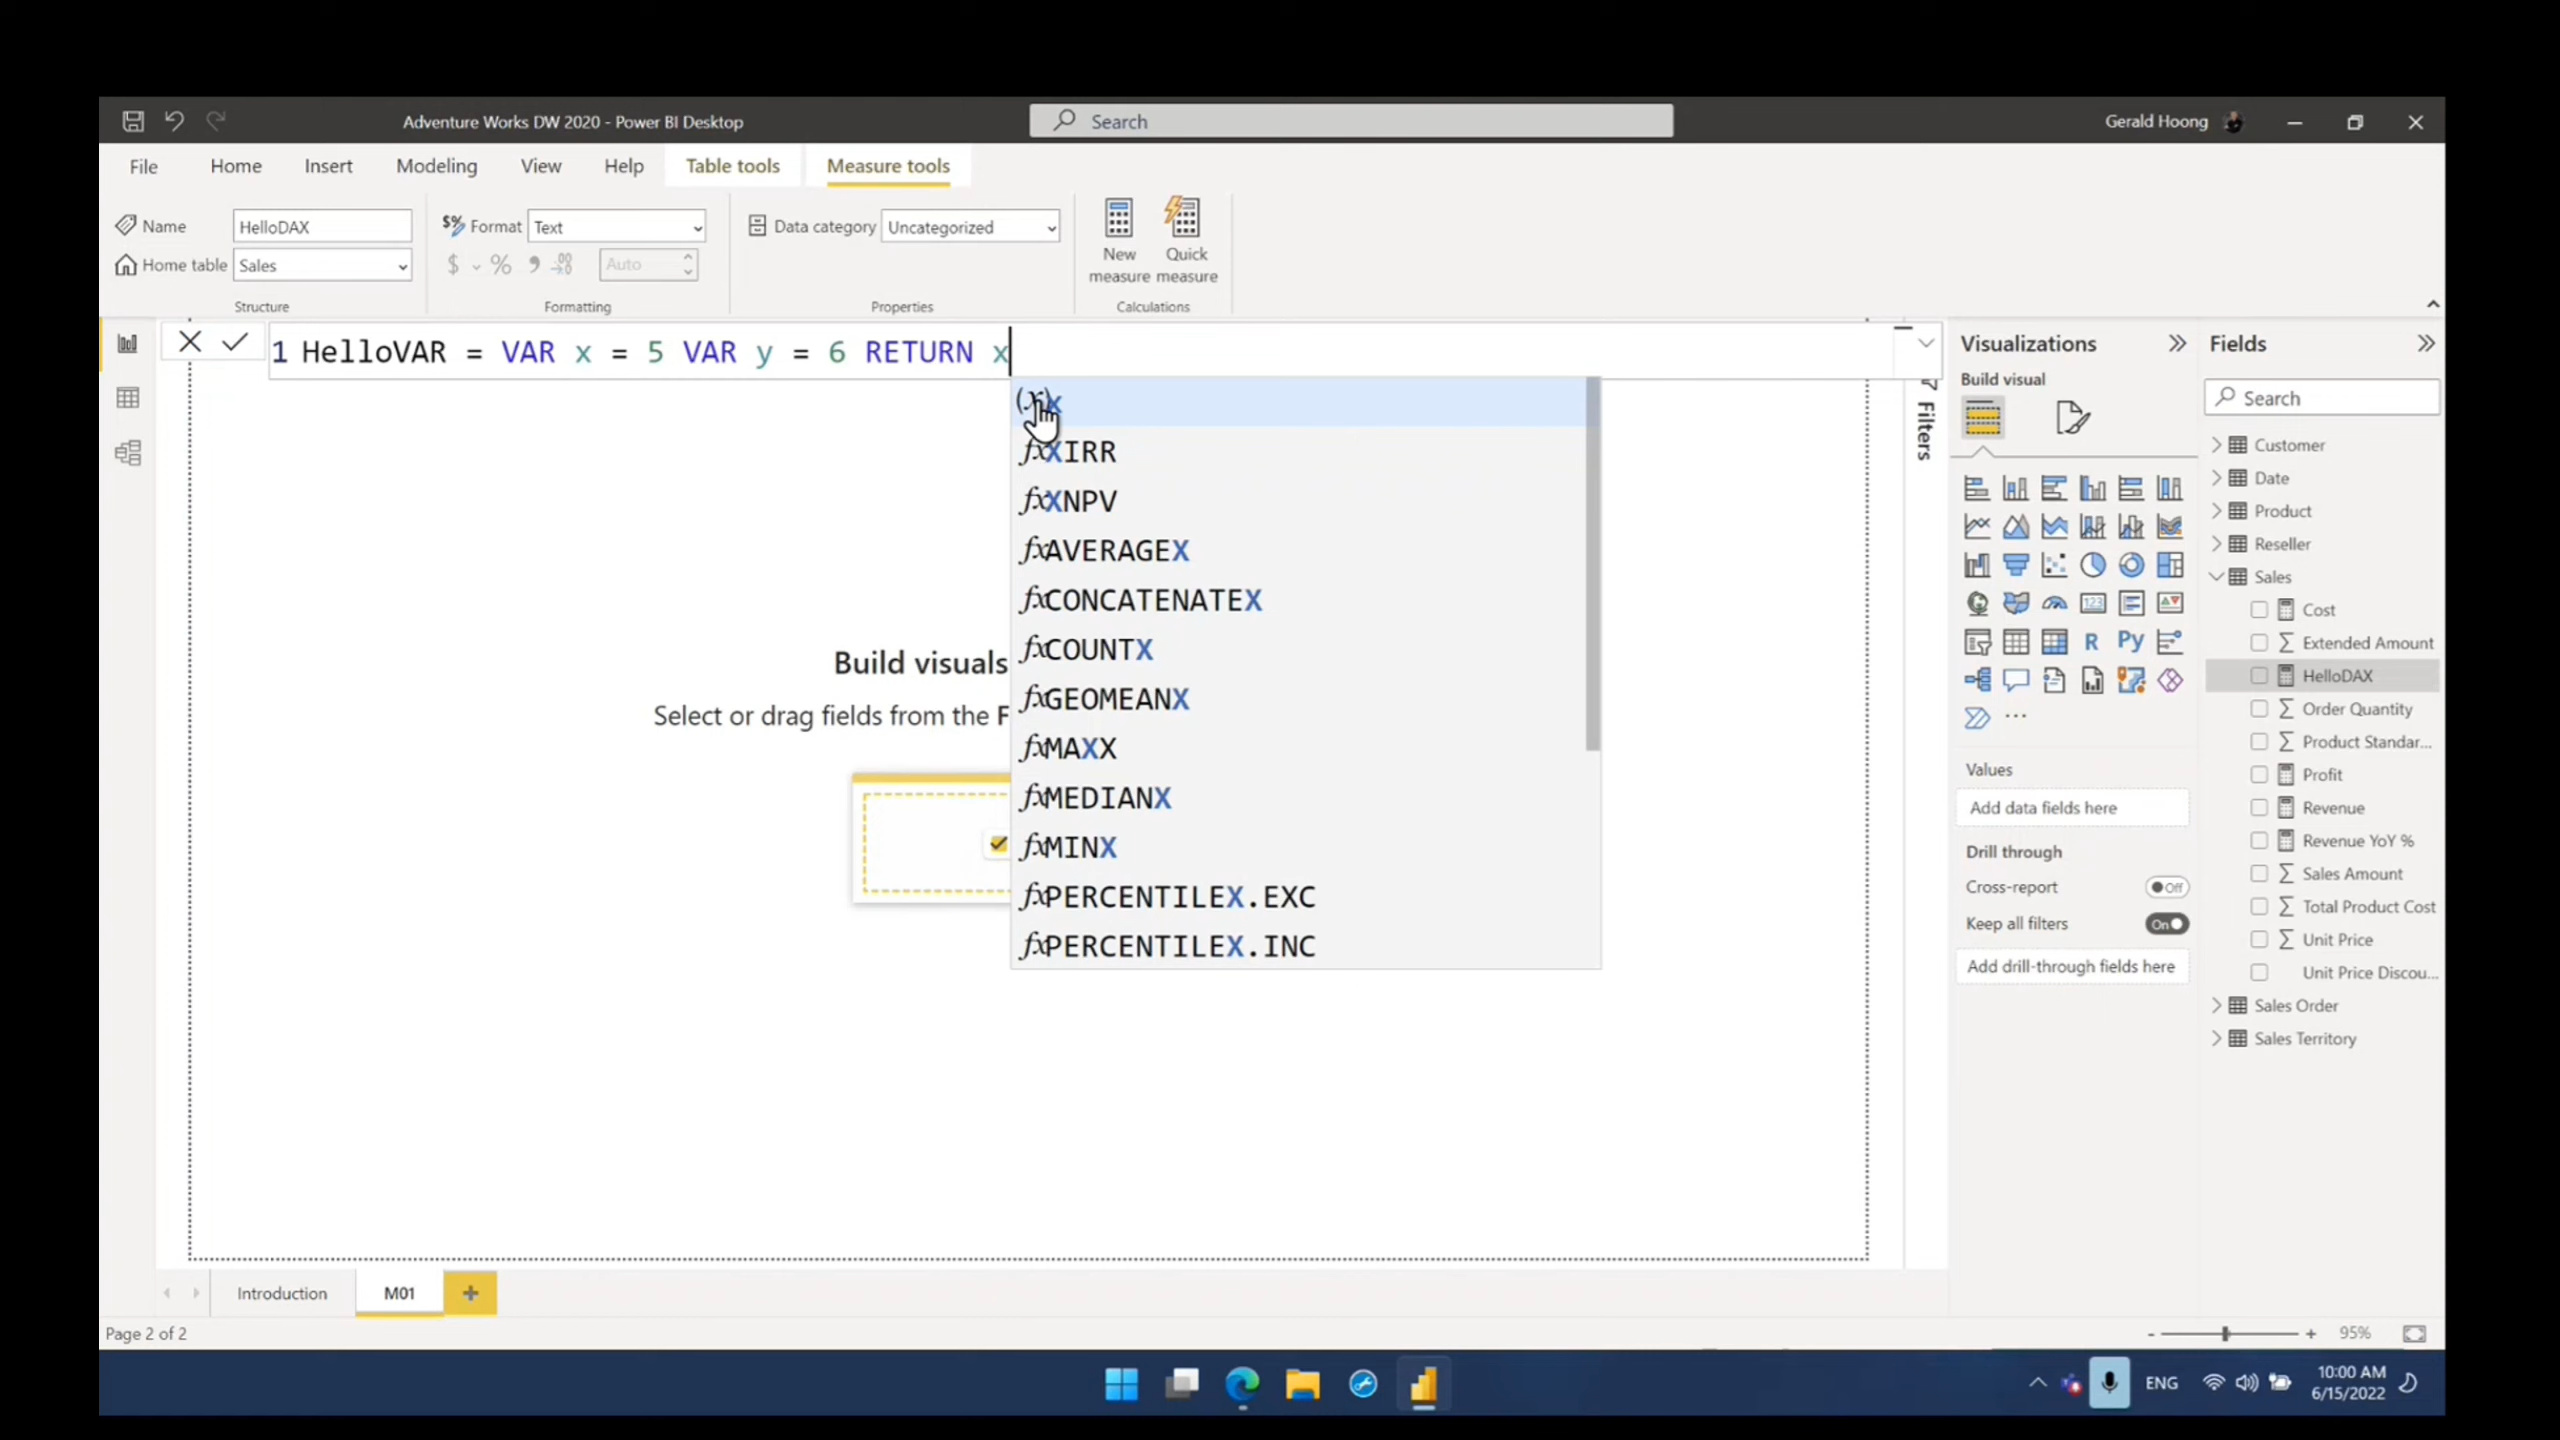 Adventure Works DW 2020 - Power BI Desktop
Search
Gerald Hoong
File
Home
Insert
Modeling
View
Help
Table tools
Measure tools
Name
HelloDAX
Home table
Sales
Structure
Format
Text
$
%
Auto
Formatting
Data category
Uncategorized
Properties
New measure
Quick measure
Calculations
1 HelloVAR = VAR x = 5 VAR y = 6 RETURN x
x
XIRR
XNPV
AVERAGEX
CONCATENATEX
COUNTX
GEOMEANX
MAXX
MEDIANX
MINX
PERCENTILEX.EXC
PERCENTILEX.INC
Build visuals
Select or drag fields from the F
Filters
Visualizations
Build visual
R
Py
123
...
Values
Add data fields here
Drill through
Cross-report
Off
Keep all filters
On
Add drill-through fields here
Fields
Search
Customer
Date
Product
Reseller
Sales
Cost
Extended Amount
HelloDAX
Order Quantity
Product Standar...
Profit
Revenue
Revenue YoY %
Sales Amount
Total Product Cost
Unit Price
Unit Price Discou...
Sales Order
Sales Territory
Introduction
M01
+
Page 2 of 2
- + 95%
ENG
10:00 AM
6/15/2022